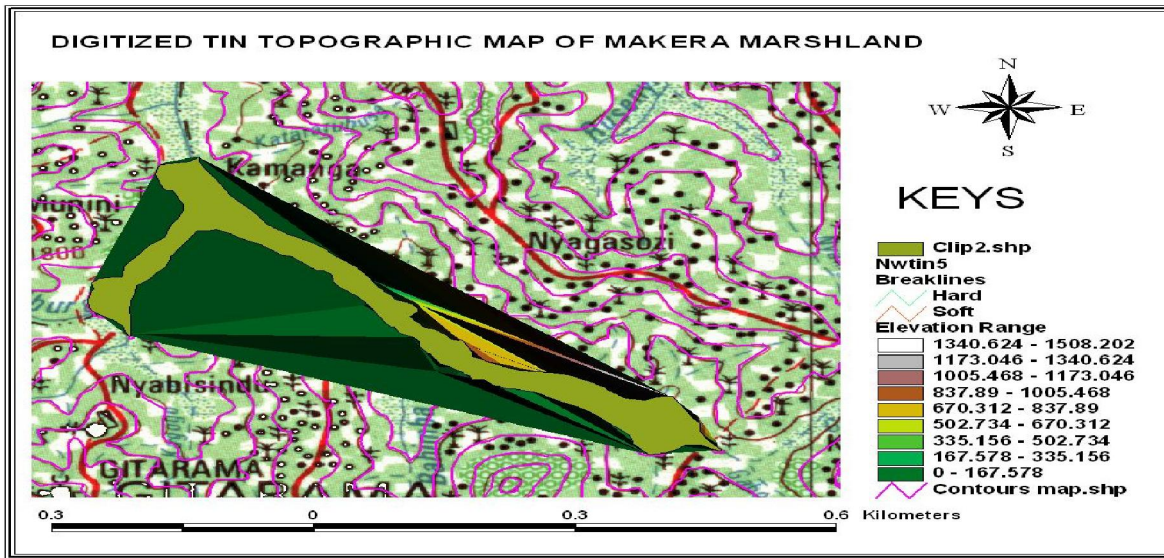 DIGITIZED TIN TOPOGRAPHIC MAP OF MAKERA MARSHLAND
N
W E
S
Kamanga
Nyagasozi
1800
Nyabisindu
GITARAMA
KEYS
Clip2.shp
Nwtin5
Breaklines
Hard
Soft
Elevation Range
1340.624 - 1508.202
1173.046 - 1340.624
1005.468 - 1173.046
837.89 - 1005.468
670.312 - 837.89
502.734 - 670.312
335.156 - 502.734
167.578 - 335.156
0 - 167.578
Contours map.shp
0.3 0 0.3 0.6 Kilometers